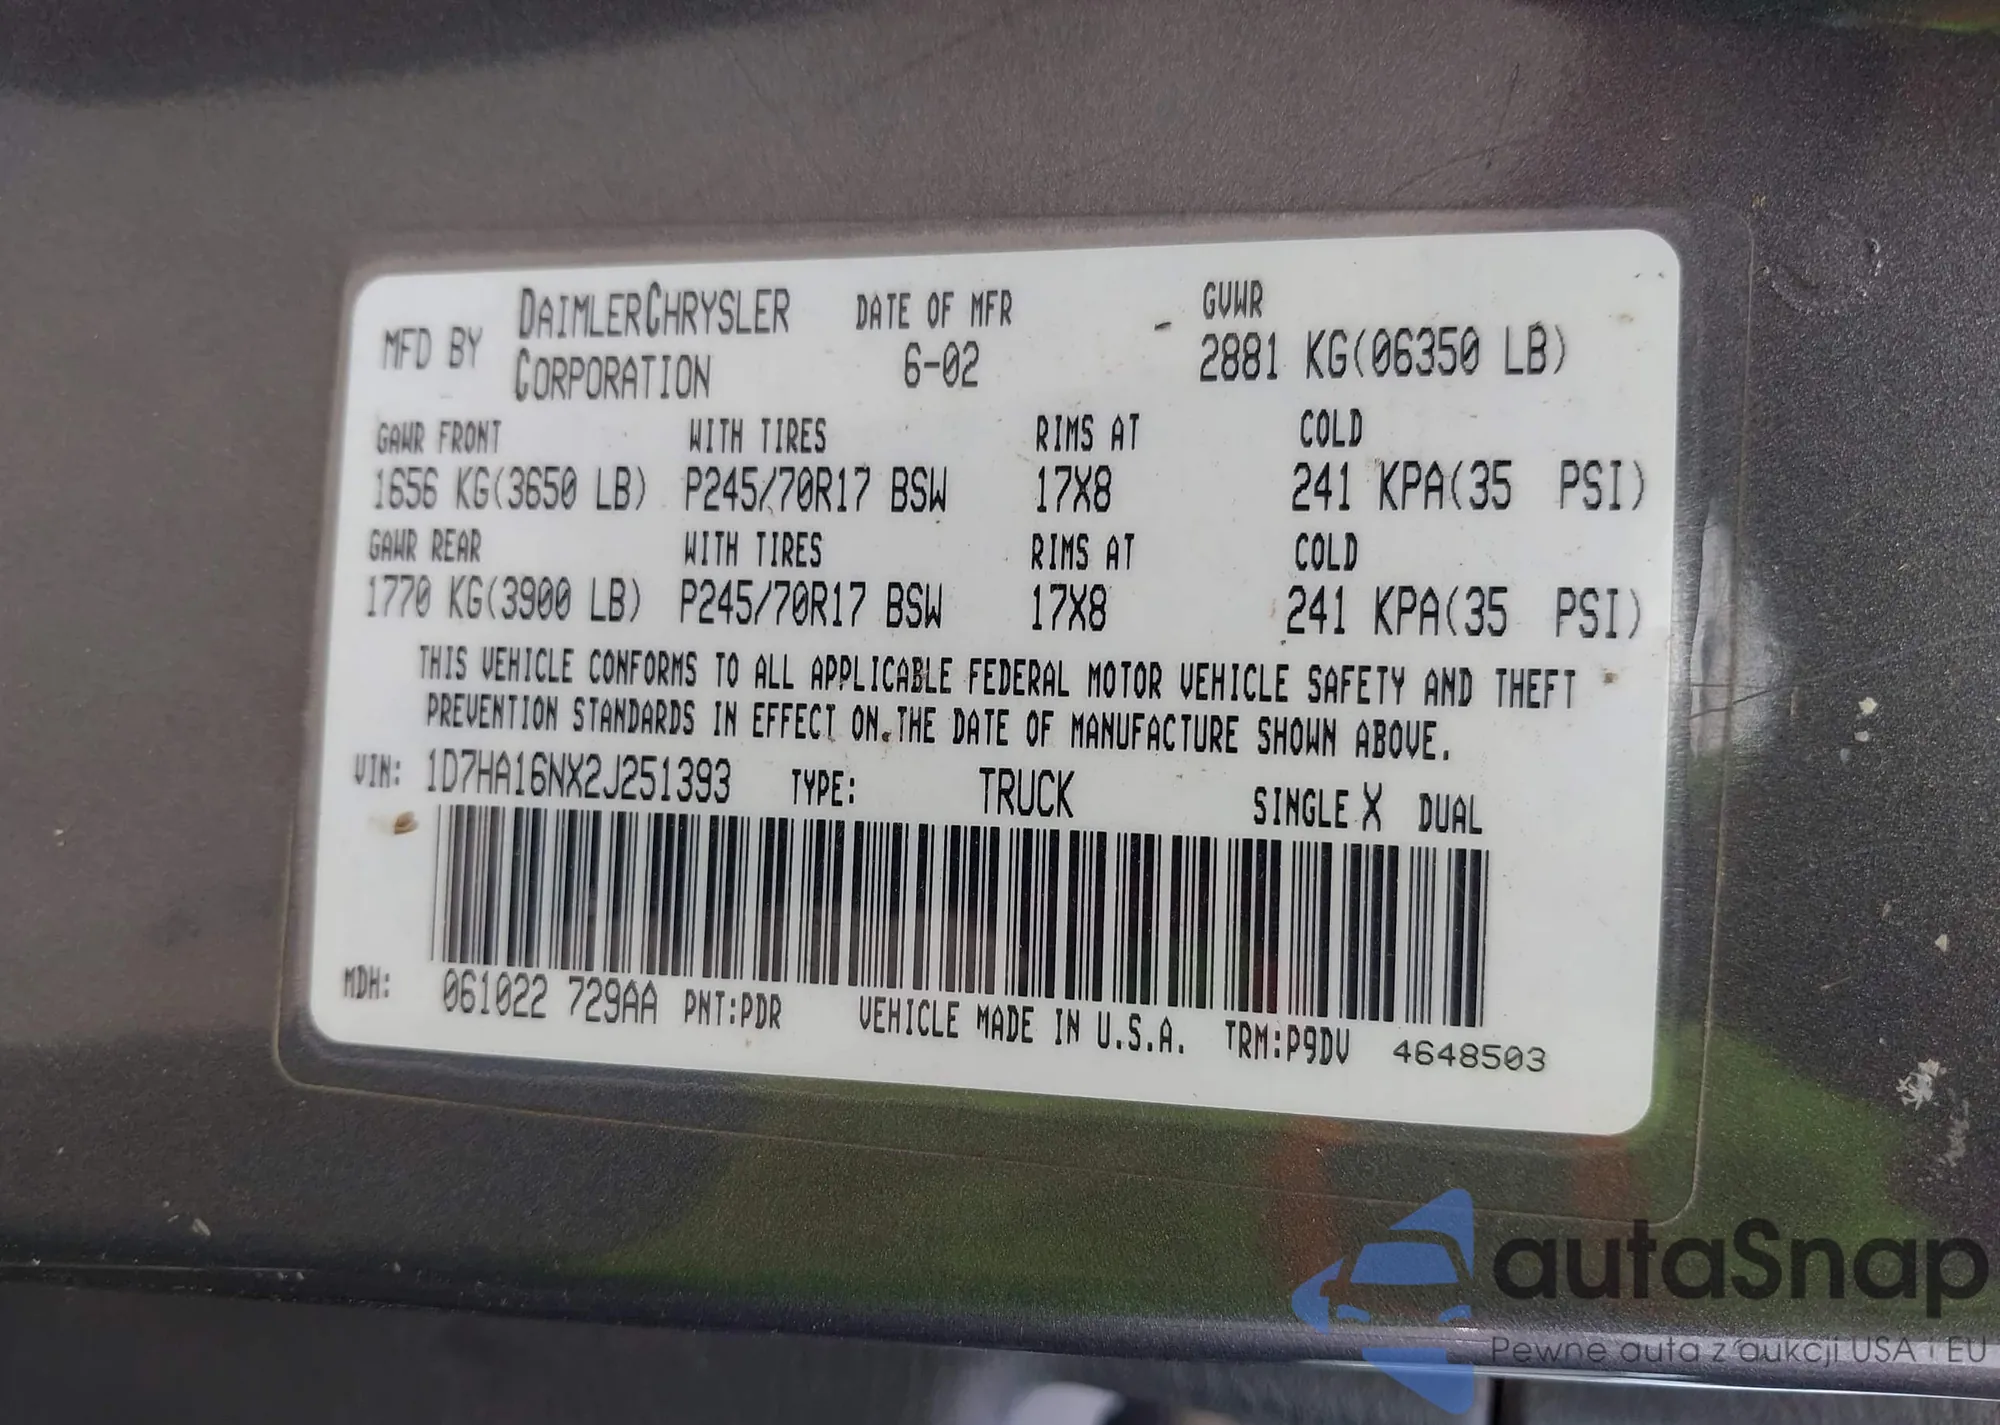 MFD BY DAIMLERCHRYSLER CORPORATION DATE OF MFR 6-02 GVWR 2881 KG(06350 LB)
GAWR FRONT WITH TIRES RIMS AT COLD
1656 KG(3650 LB) P245/70R17 BSW 17X8 241 KPA(35 PSI)
GAWR REAR WITH TIRES RIMS AT COLD
1770 KG(3900 LB) P245/70R17 BSW 17X8 241 KPA(35 PSI)
THIS VEHICLE CONFORMS TO ALL APPLICABLE FEDERAL MOTOR VEHICLE SAFETY AND THEFT
PREVENTION STANDARDS IN EFFECT ON THE DATE OF MANUFACTURE SHOWN ABOVE.
VIN: 1D7HA16NX2J251393 TYPE: TRUCK SINGLE X DUAL
MDH: 061022 729AA PNT:PDR VEHICLE MADE IN U.S.A. TRM:P9DV 4648503
autaSnap
Pewne auta z aukcji USA i EU